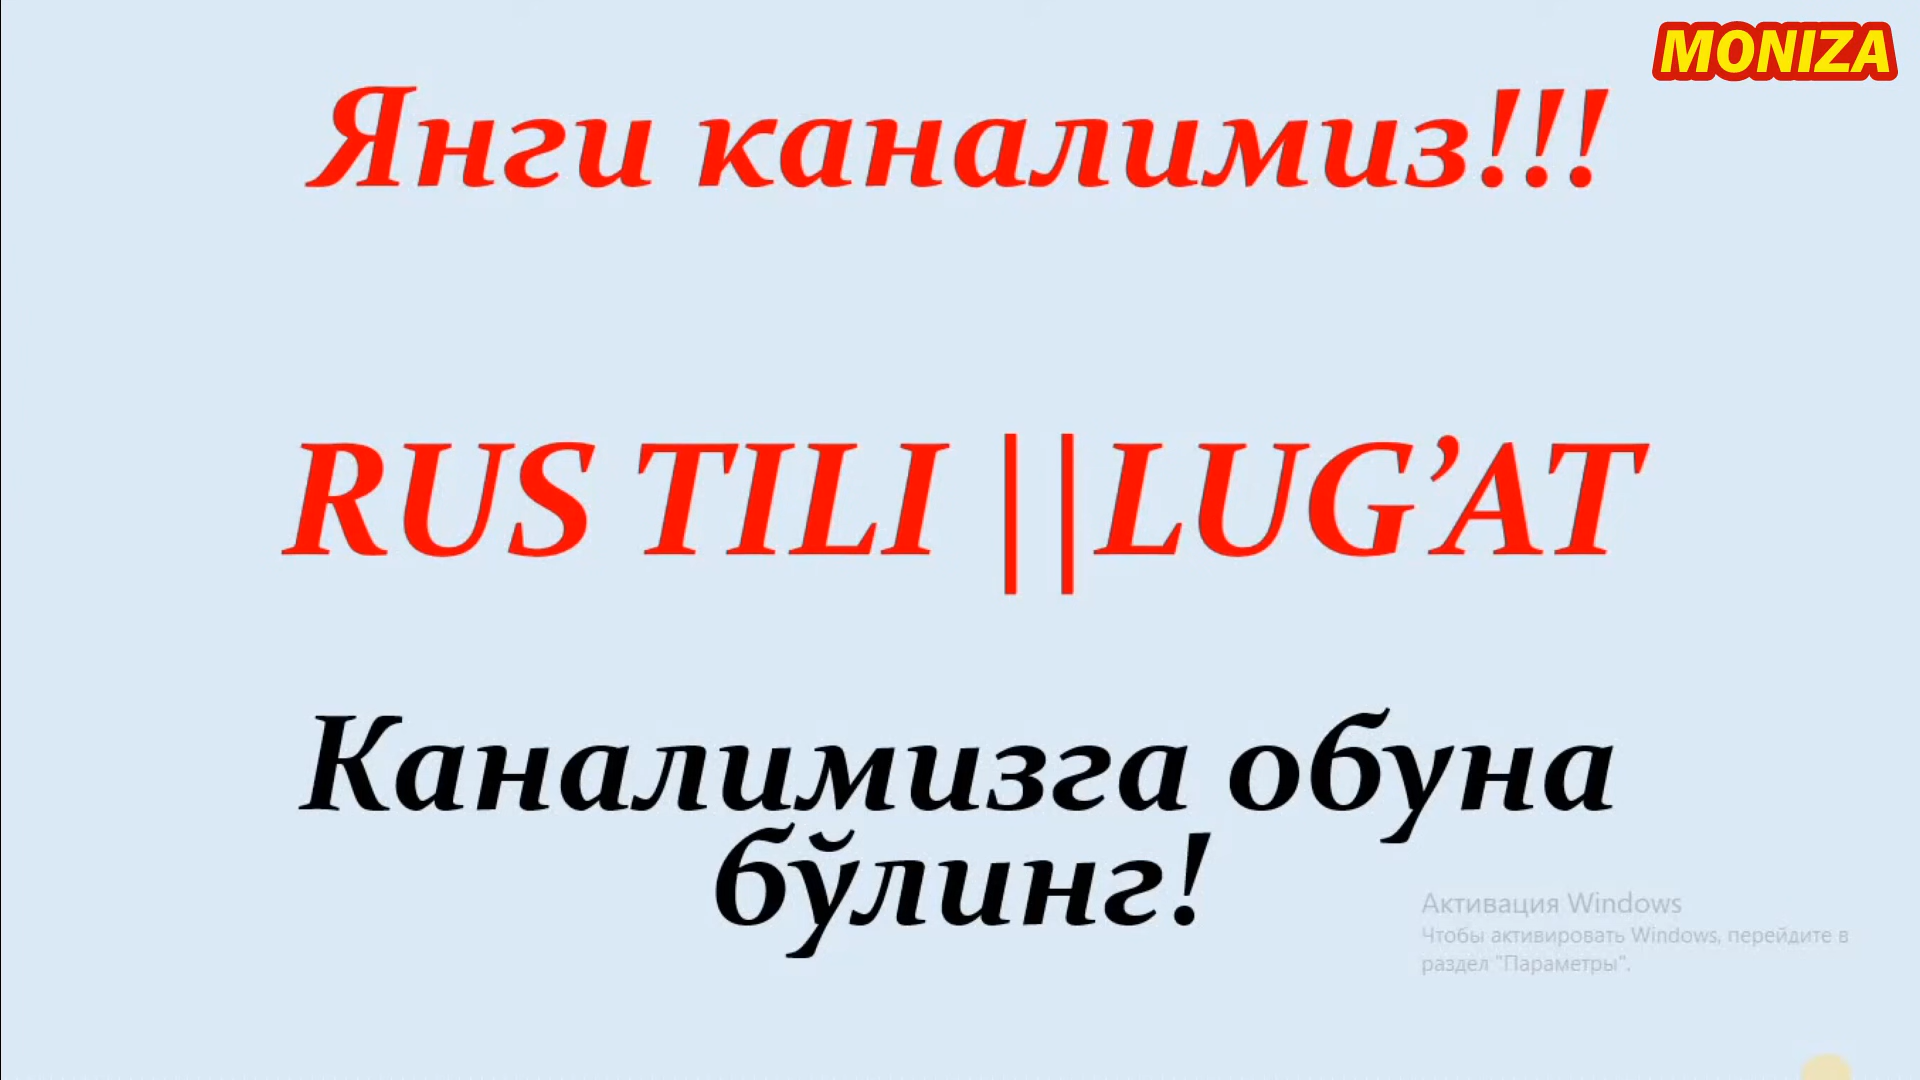 MONIZA
Янги каналимиз!!!
RUS TILI ||LUG’AT
Каналимизга обуна
бўлинг!
Активация Windows
Чтобы активировать Windows, перейдите в
раздел "Параметры".